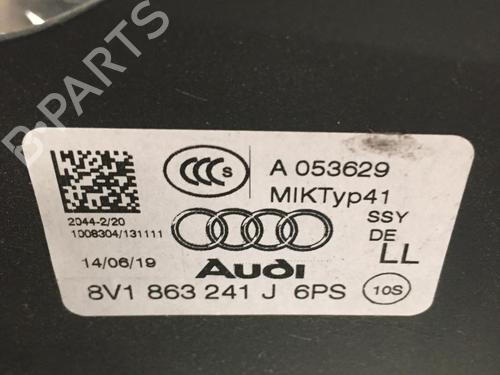 CCC S
A 053629
MIKTyp41
2044-2/20
1008304/131111
SSY
DE
LL
14/06/19
Audi
8V1 863 241 J 6PS
10S
B-PARTS